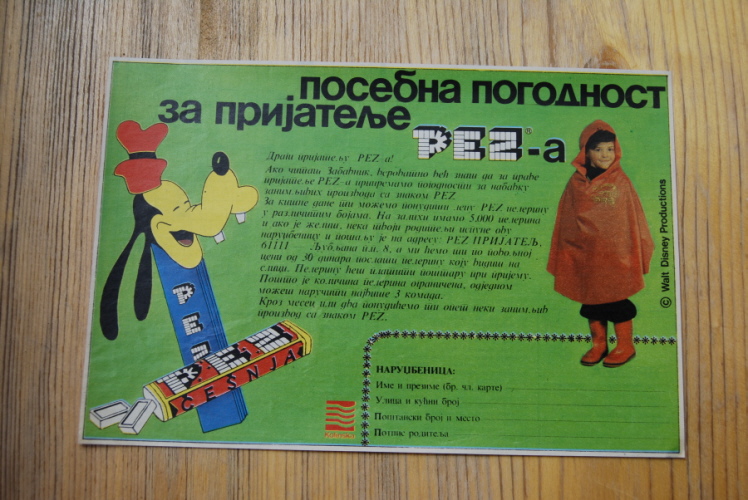 посебна погодност
за пријатеље
PEZ®-а
Драги пријатељу PEZ-а!
Ако читаш Забавник, вероватно већ знаш да за праве
пријатеље PEZ-а припремамо погодности за набавку
занимљивих производа са знаком PEZ.
За кишне дане ти можемо понудити лепу PEZ пелерину
у различитим бојама. На залихи имамо 5.000 пелерина
и ако је желиш, нека твоји родитељи испуне ову
наруџбеницу и пошаљу је на адресу: PEZ ПРИЈАТЕЉ,
61111 — Љубљана п.п. 8, а ми ћемо ти по повољној
цени од 50 динара послати пелерину коју видиш на
слици. Пелерину ћеш платити поштару при пријему.
Пошто је количина пелерина ограничена, одједном
можеш наручити највише 3 комада.
Кроз месец или два понудићемо ти опет неки занимљив
производ са знаком PEZ.
© Walt Disney Productions
PEZ
PEZ
ČEŠNJA
Kolinska
НАРУЏБЕНИЦА:
Име и презиме (бр. чл. карте)
Улица и кућни број
Поштански број и место
Потпис родитеља